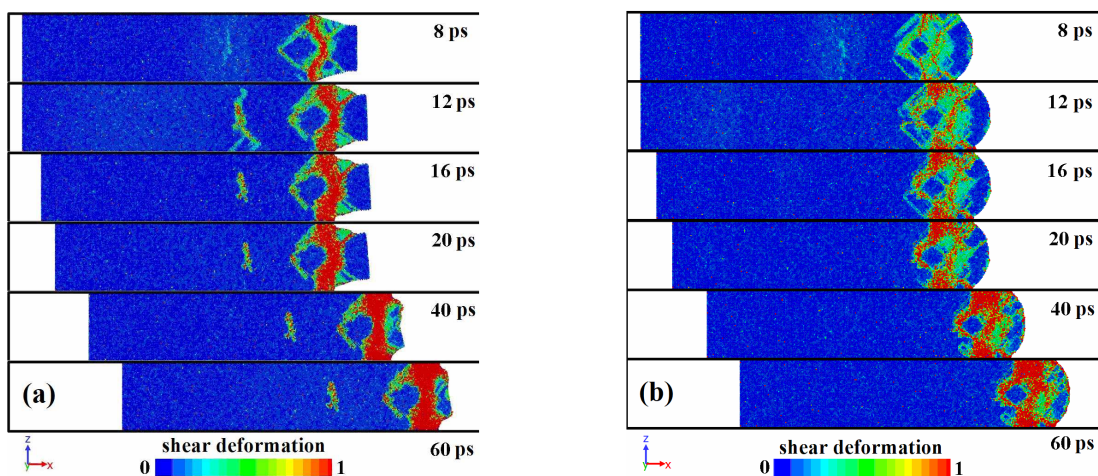 8 ps
12 ps
16 ps
20 ps
40 ps
(a)
60 ps
shear deformation
0 1
z
y x
8 ps
12 ps
16 ps
20 ps
40 ps
(b)
60 ps
shear deformation
0 1
z
y x